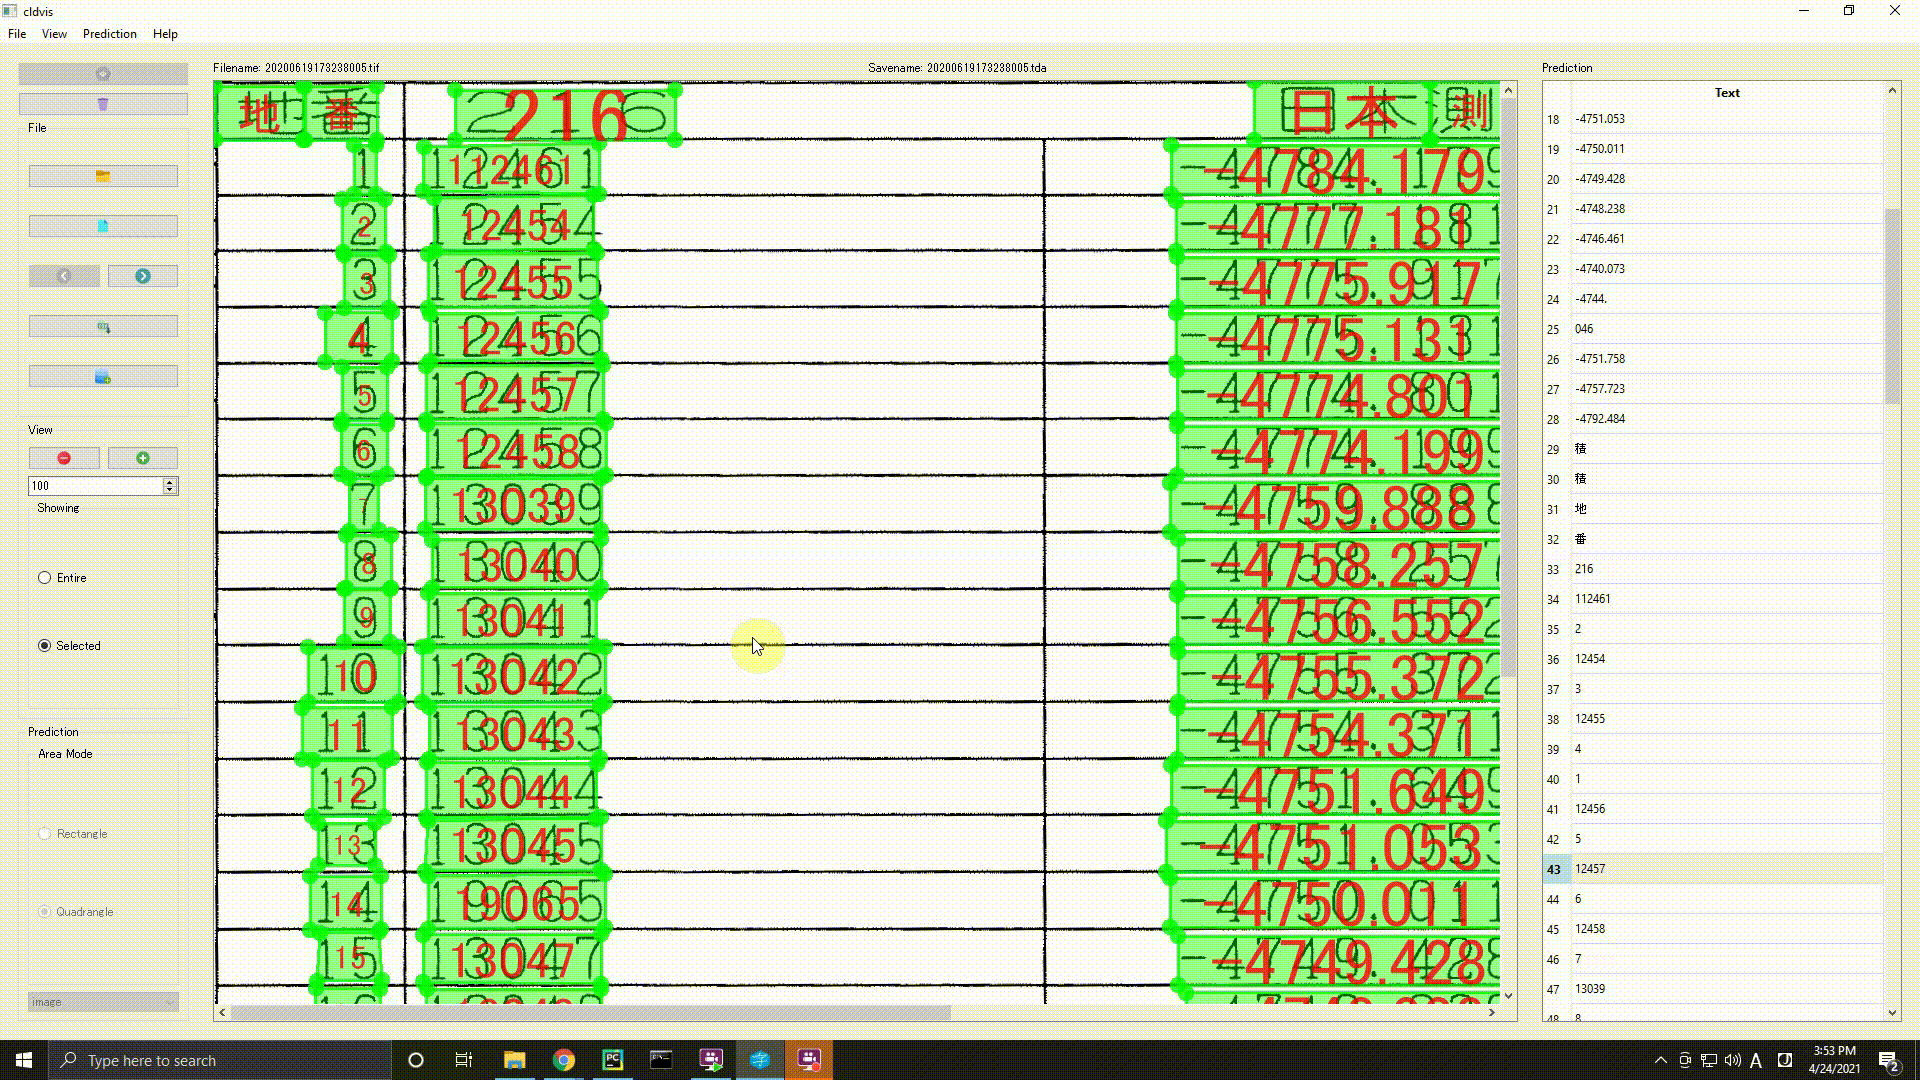 cldvis
File View Prediction Help
Filename: 20200619173238005.tif
Savename: 20200619173238005.tda
Prediction
File
View
100
Showing
Entire
Selected
Prediction
Area Mode
Rectangle
Quadrangle
image
地 番 216 日本 測
112461 -4784.179
2 12454 -4777.181
3 12455 -4775.917
4 12456 -4775.131
5 12457 -4774.801
6 12458 -4774.199
7 13039 -4759.888
8 13040 -4758.257
9 13041 -4756.552
10 13042 -4755.372
11 13043 -4754.371
12 13044 -4751.649
13 13045 -4751.053
14 19065 -4750.011
15 13047 -4749.428
Text
18 -4751.053
19 -4750.011
20 -4749.428
21 -4748.238
22 -4746.461
23 -4740.073
24 -4744.
25 046
26 -4751.758
27 -4757.723
28 -4792.484
29 積
30 積
31 地
32 番
33 216
34 112461
35 2
36 12454
37 3
38 12455
39 4
40 1
41 12456
42 5
43 12457
44 6
45 12458
46 7
47 13039
48 8
Type here to search
3:53 PM
4/24/2021
2